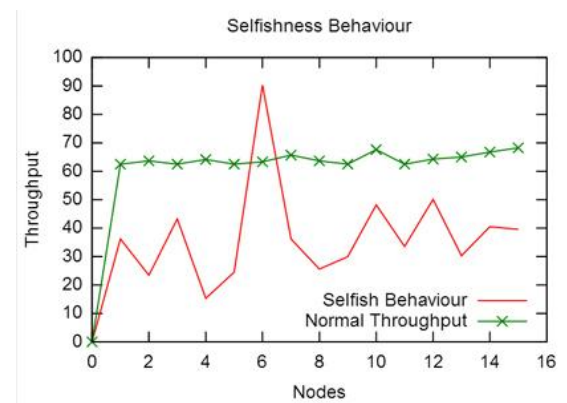 Selfishness Behaviour
100
90
80
70
60
50
40
30
20
10
0
Throughput
Selfish Behaviour
Normal Throughput
0 2 4 6 8 10 12 14 16
Nodes